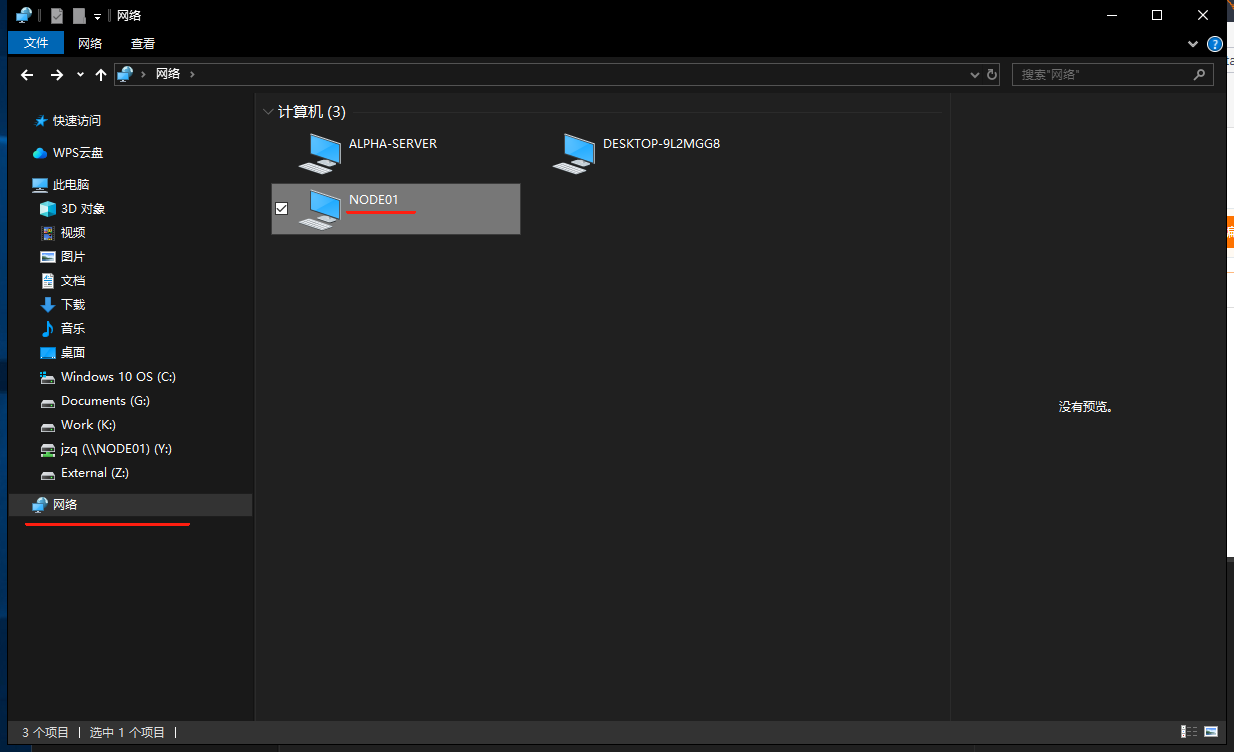 网络
文件 网络 查看
网络
搜索"网络"
快速访问
WPS云盘
此电脑
3D 对象
视频
图片
文档
下载
音乐
桌面
Windows 10 OS (C:)
Documents (G:)
Work (K:)
jzq (\\NODE01) (Y:)
External (Z:)
网络
计算机 (3)
ALPHA-SERVER
DESKTOP-9L2MGG8
NODE01
没有预览。
3 个项目
选中 1 个项目